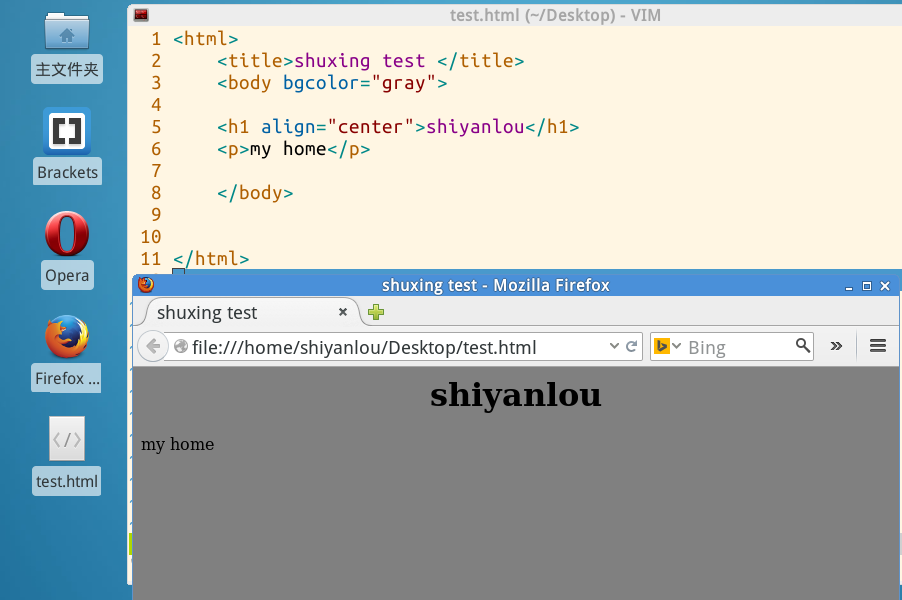 主文件夹
Brackets
Opera
Firefox ...
test.html
test.html (~/Desktop) - VIM
1 <html>
2 <title>shuxing test </title>
3 <body bgcolor="gray">
4
5 <h1 align="center">shiyanlou</h1>
6 <p>my home</p>
7
8 </body>
9
10
11 </html>
shuxing test - Mozilla Firefox
shuxing test
file:///home/shiyanlou/Desktop/test.html
Bing
shiyanlou
my home